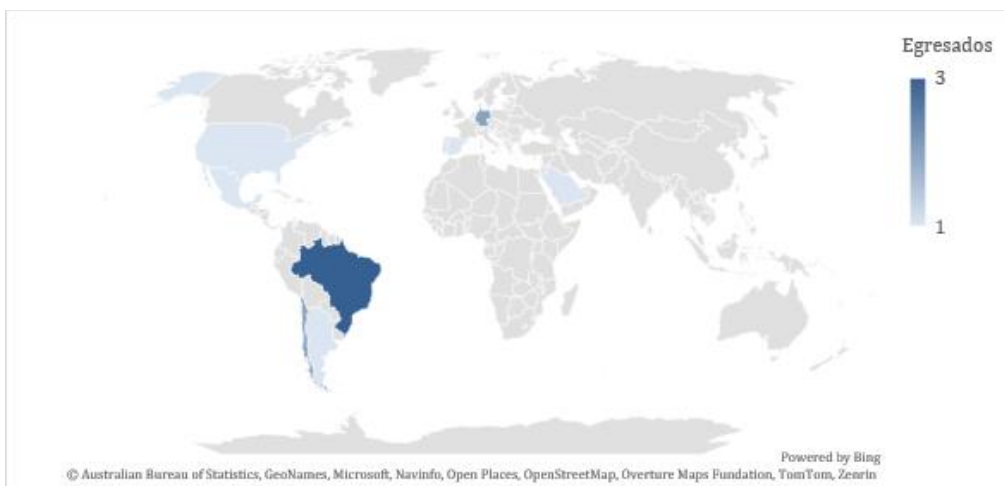 Egresados
3
1
Powered by Bing
© Australian Bureau of Statistics, GeoNames, Microsoft, Navinfo, Open Places, OpenStreetMap, Overture Maps Fundation, TomTom, Zenrin